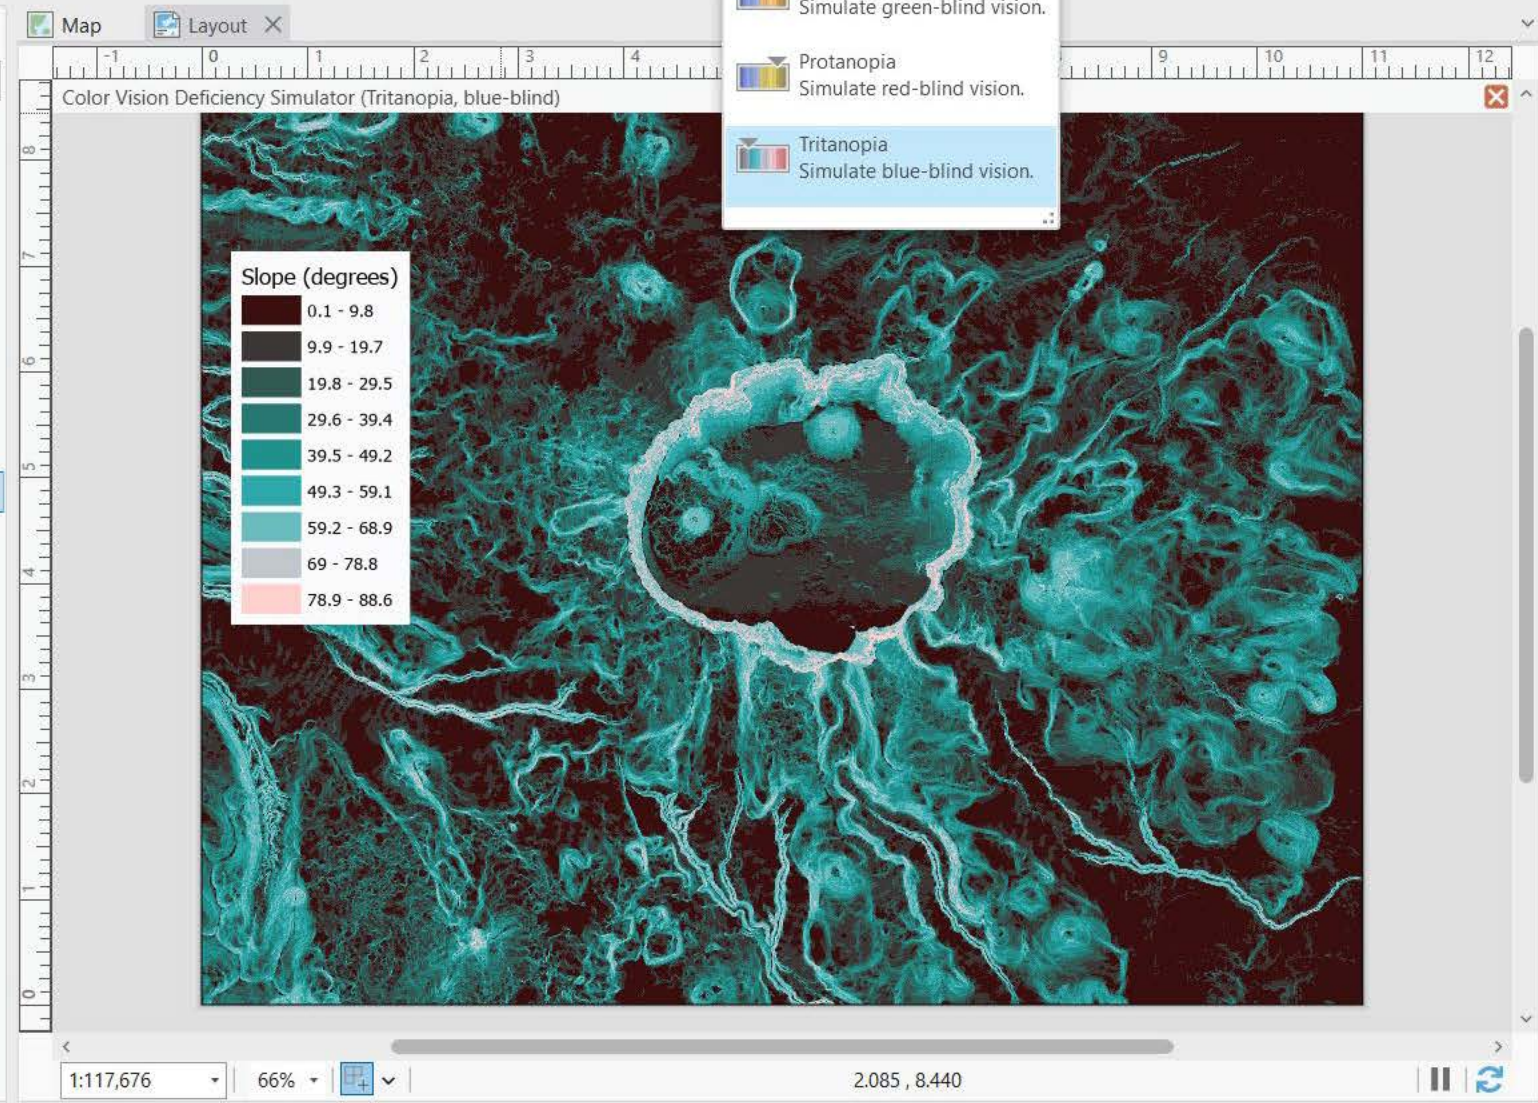 Map
Layout
Simulate green-blind vision.
Protanopia
Simulate red-blind vision.
Tritanopia
Simulate blue-blind vision.
-1
0
1
2
3
4
9
10
11
12
Color Vision Deficiency Simulator (Tritanopia, blue-blind)
8
7
6
5
4
3
2
1
0
Slope (degrees)
0.1 - 9.8
9.9 - 19.7
19.8 - 29.5
29.6 - 39.4
39.5 - 49.2
49.3 - 59.1
59.2 - 68.9
69 - 78.8
78.9 - 88.6
1:117,676
66%
2.085 , 8.440